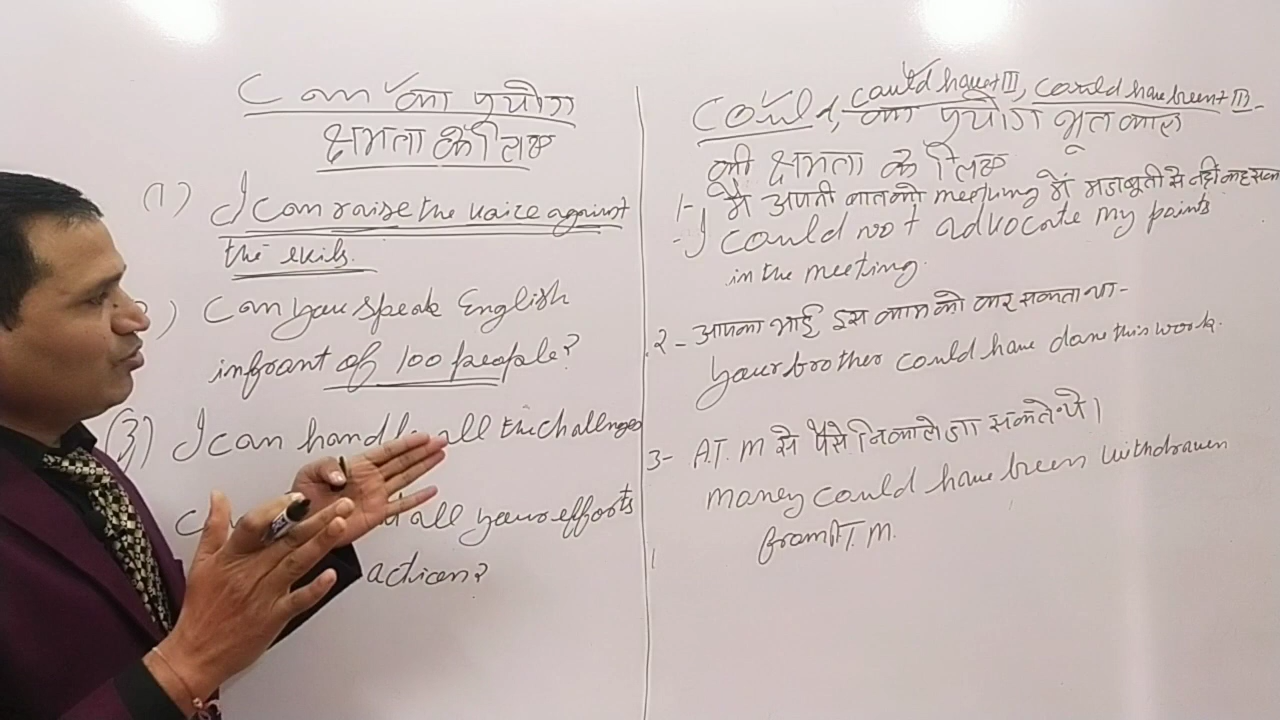 Can का प्रयोग
क्षमता के लिए
(1) I can raise the voice against
the evils.
) Can you speak English
infront of 100 people?
(3) I can handle all the challenges
all your efforts
action?
Could, could have+III, could have been+III
का प्रयोग भूतकाल
की क्षमता के लिए
1- मैं अपनी बात को meeting में मजबूती से नहीं कह सका
- I could not advocate my points
in the meeting.
2- आपका भाई इस काम को कर सकता था-
your brother could have done this work.
3- A.T.M से पैसे निकाले जा सकते थे।
money could have been withdrawn
from A.T.M.